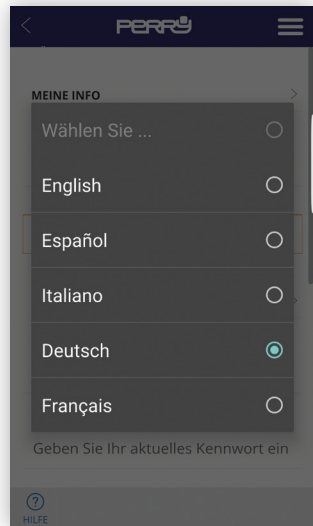 PERRY
MEINE INFO
Wählen Sie ...
English
Español
Italiano
Deutsch
Français
Geben Sie Ihr aktuelles Kennwort ein
HILFE